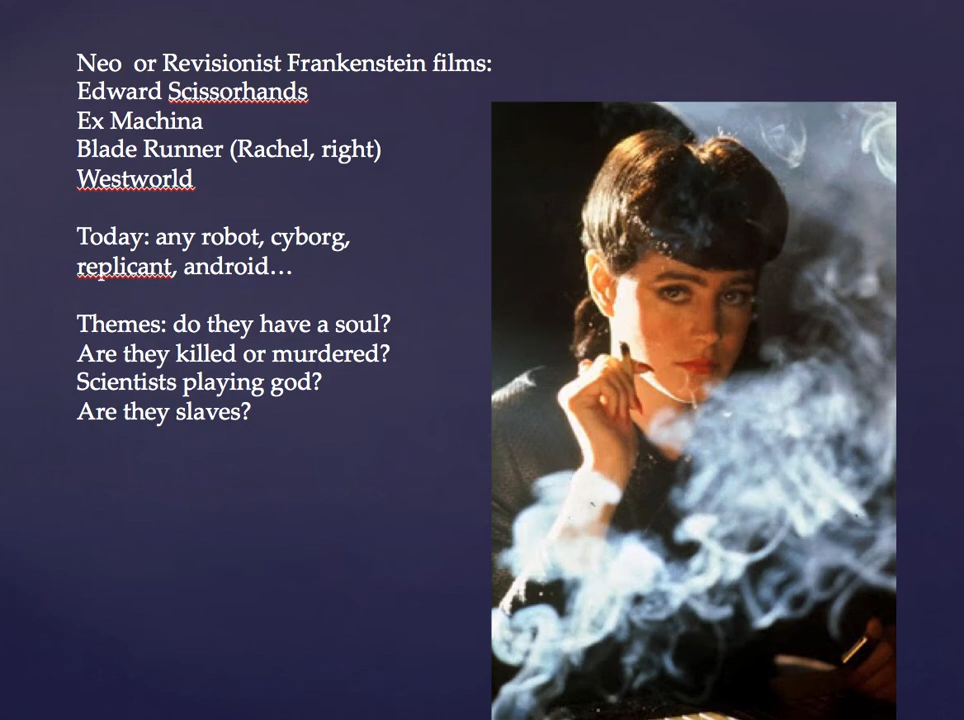 Neo or Revisionist Frankenstein films:
Edward Scissorhands
Ex Machina
Blade Runner (Rachel, right)
Westworld
Today: any robot, cyborg,
replicant, android…
Themes: do they have a soul?
Are they killed or murdered?
Scientists playing god?
Are they slaves?